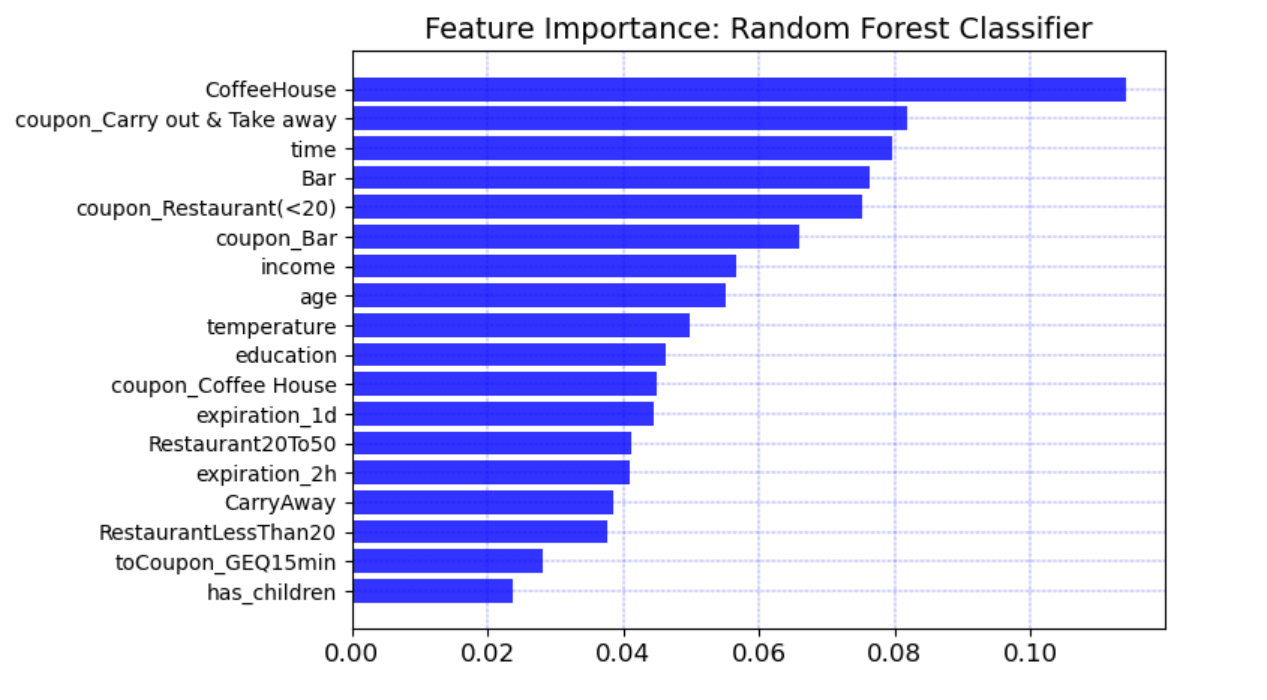 Feature Importance: Random Forest Classifier
CoffeeHouse
coupon_Carry out & Take away
time
Bar
coupon_Restaurant(<20)
coupon_Bar
income
age
temperature
education
coupon_Coffee House
expiration_1d
Restaurant20To50
expiration_2h
CarryAway
RestaurantLessThan20
toCoupon_GEQ15min
has_children
0.00 0.02 0.04 0.06 0.08 0.10